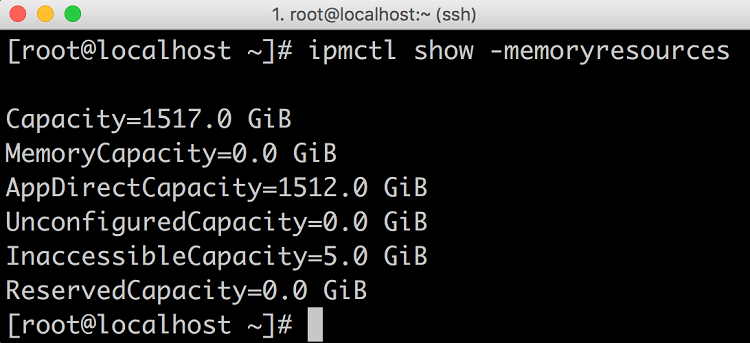 1. root@localhost:~ (ssh)
[root@localhost ~]# ipmctl show -memoryresources
Capacity=1517.0 GiB
MemoryCapacity=0.0 GiB
AppDirectCapacity=1512.0 GiB
UnconfiguredCapacity=0.0 GiB
InaccessibleCapacity=5.0 GiB
ReservedCapacity=0.0 GiB
[root@localhost ~]#